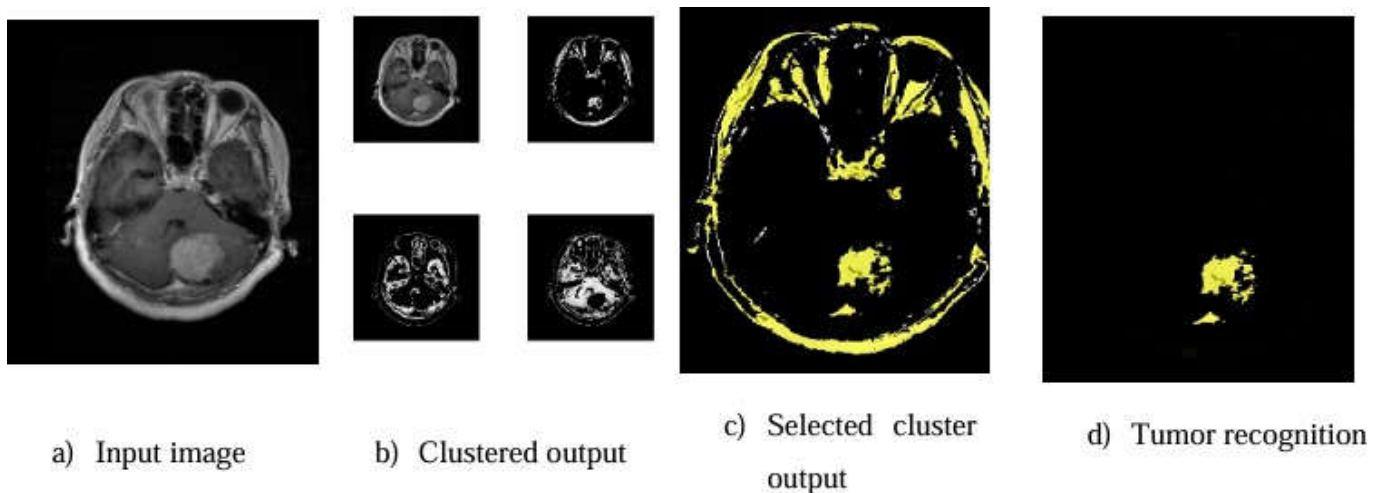 a) Input image
b) Clustered output
c) Selected cluster
output
d) Tumor recognition